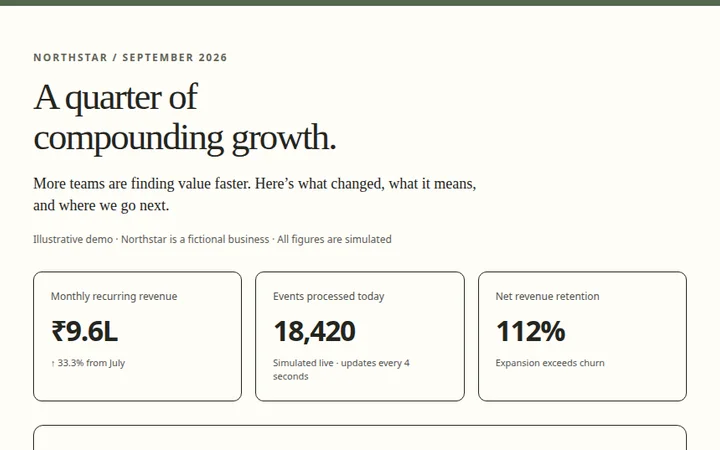 NORTHSTAR / SEPTEMBER 2026
A quarter of
compounding growth.
More teams are finding value faster. Here’s what changed, what it means,
and where we go next.
Illustrative demo · Northstar is a fictional business · All figures are simulated
Monthly recurring revenue
₹9.6L
↑ 33.3% from July
Events processed today
18,420
Simulated live · updates every 4
seconds
Net revenue retention
112%
Expansion exceeds churn